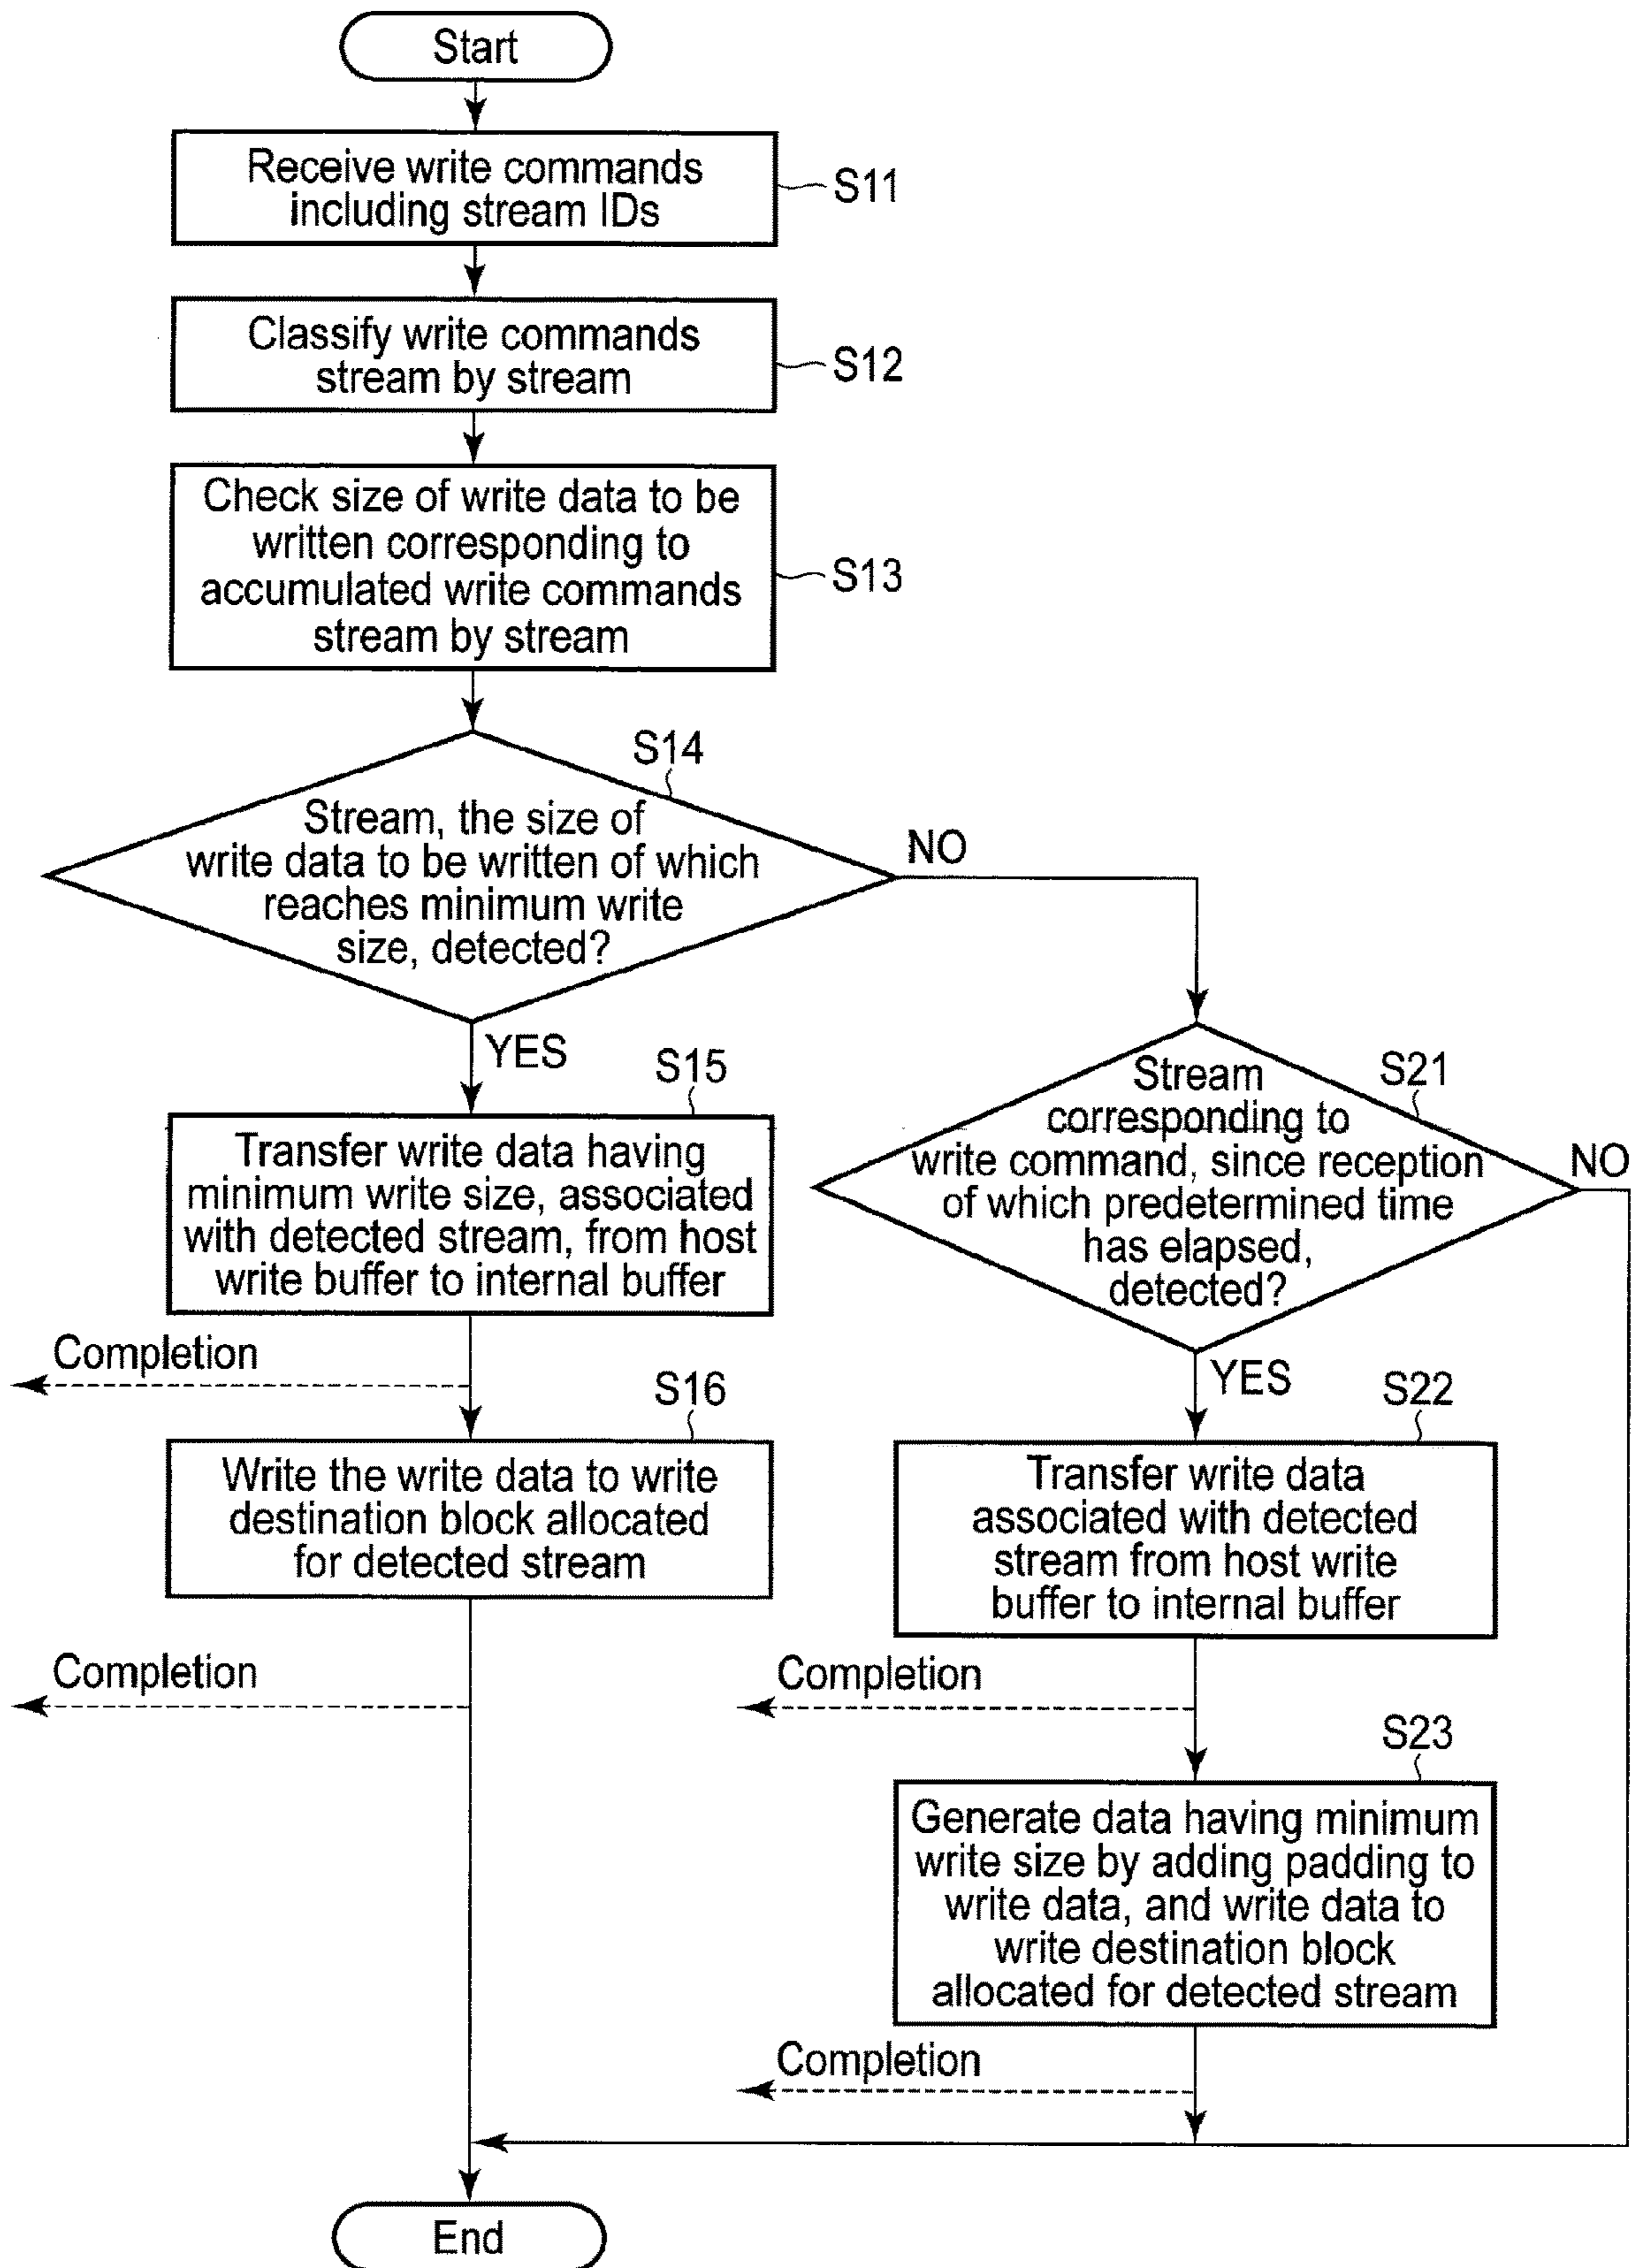 Start
Receive write commands
including stream IDs
S11
Classify write commands
stream by stream
S12
Check size of write data to be
written corresponding to
accumulated write commands
stream by stream
S13
S14
Stream, the size of
write data to be written of which
reaches minimum write
size, detected?
NO
YES
S15
Transfer write data having
minimum write size, associated
with detected stream, from host
write buffer to internal buffer
Completion
S16
Write the write data to write
destination block allocated
for detected stream
Completion
S21
Stream
corresponding to
write command, since reception
of which predetermined time
has elapsed,
detected?
NO
YES
S22
Transfer write data
associated with detected
stream from host write
buffer to internal buffer
Completion
S23
Generate data having minimum
write size by adding padding to
write data, and write data to
write destination block
allocated for detected stream
Completion
End